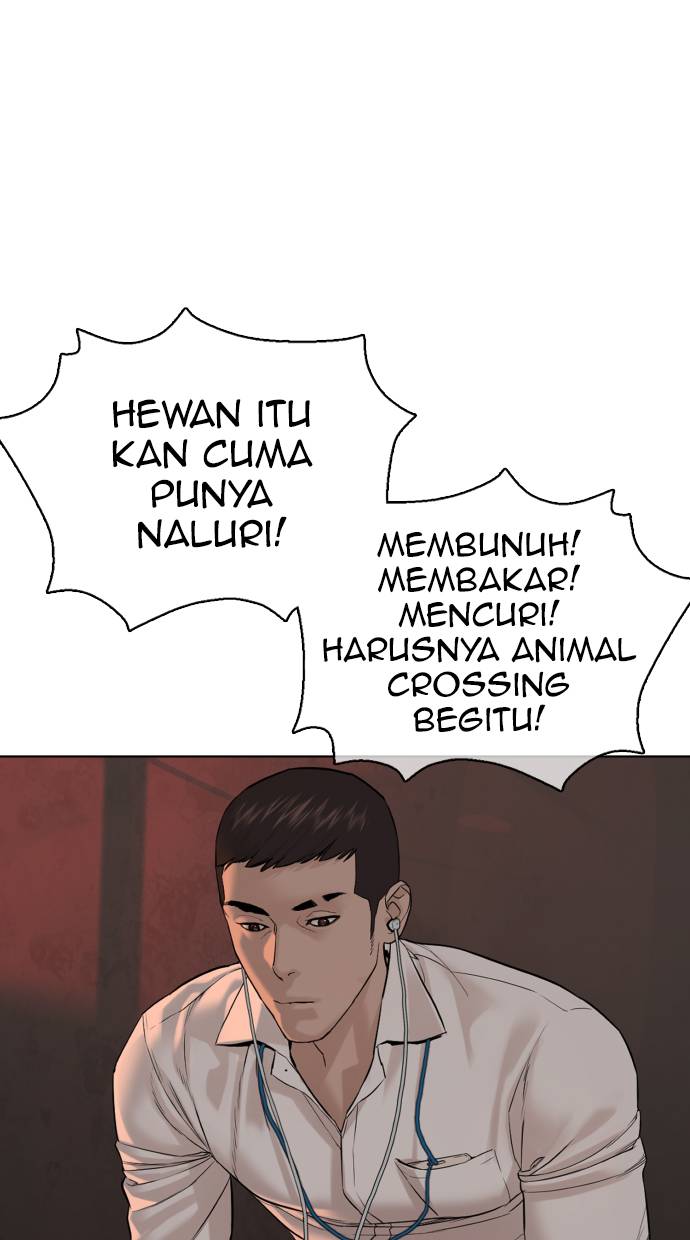 HEWAN ITU
KAN CUMA
PUNYA
NALURI!
MEMBUNUH!
MEMBAKAR!
MENCURI!
HARUSNYA ANIMAL
CROSSING
BEGITU!